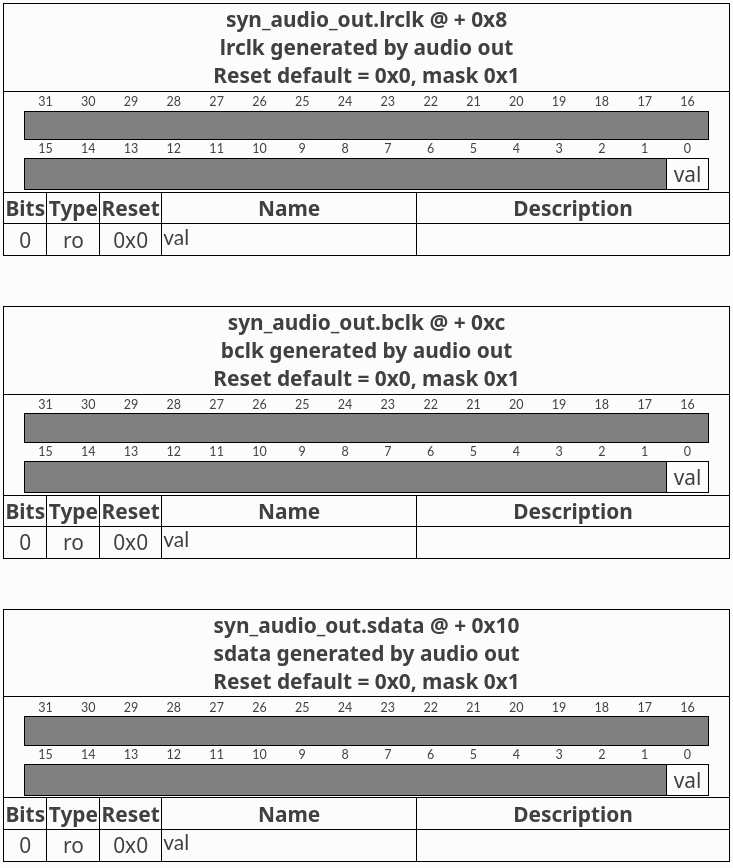 syn_audio_out.lrclk @ + 0x8
lrclk generated by audio out
Reset default = 0x0, mask 0x1
31 30 29 28 27 26 25 24 23 22 21 20 19 18 17 16
15 14 13 12 11 10 9 8 7 6 5 4 3 2 1 0
val
Bits Type Reset Name Description
0 ro 0x0 val
syn_audio_out.bclk @ + 0xc
bclk generated by audio out
Reset default = 0x0, mask 0x1
31 30 29 28 27 26 25 24 23 22 21 20 19 18 17 16
15 14 13 12 11 10 9 8 7 6 5 4 3 2 1 0
val
Bits Type Reset Name Description
0 ro 0x0 val
syn_audio_out.sdata @ + 0x10
sdata generated by audio out
Reset default = 0x0, mask 0x1
31 30 29 28 27 26 25 24 23 22 21 20 19 18 17 16
15 14 13 12 11 10 9 8 7 6 5 4 3 2 1 0
val
Bits Type Reset Name Description
0 ro 0x0 val